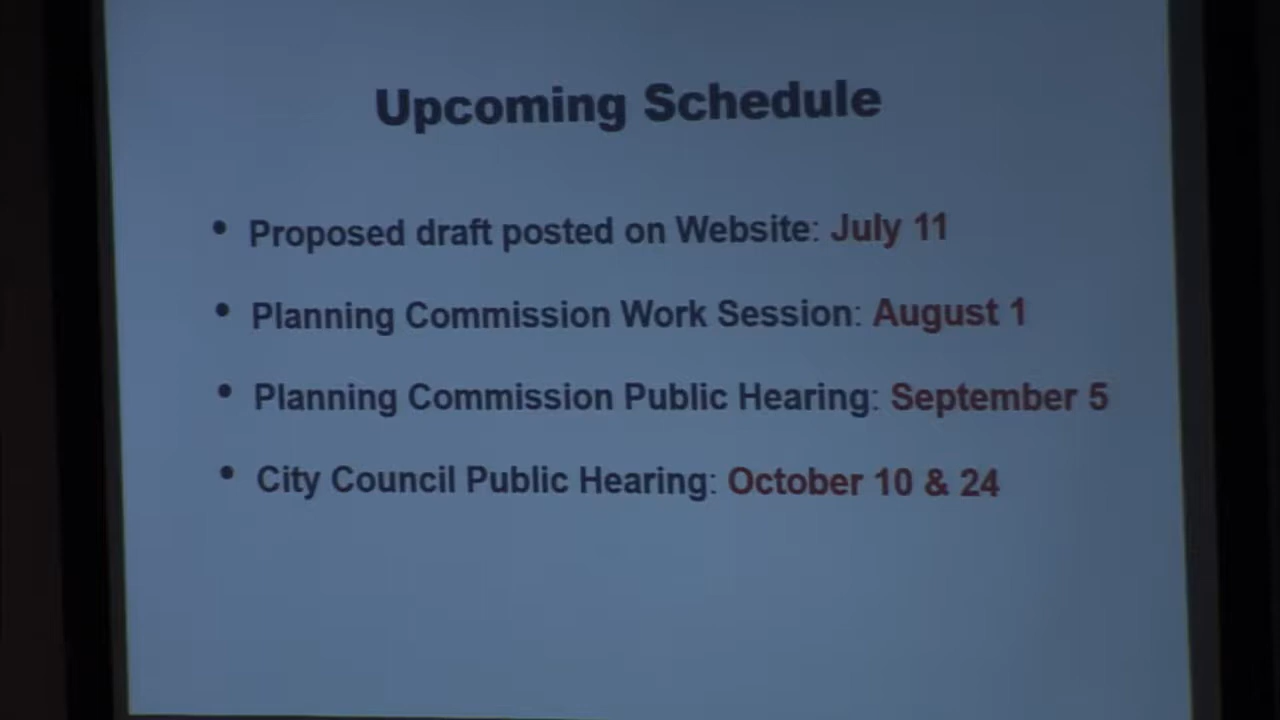 Upcoming Schedule
• Proposed draft posted on Website: July 11
• Planning Commission Work Session: August 1
• Planning Commission Public Hearing: September 5
• City Council Public Hearing: October 10 & 24